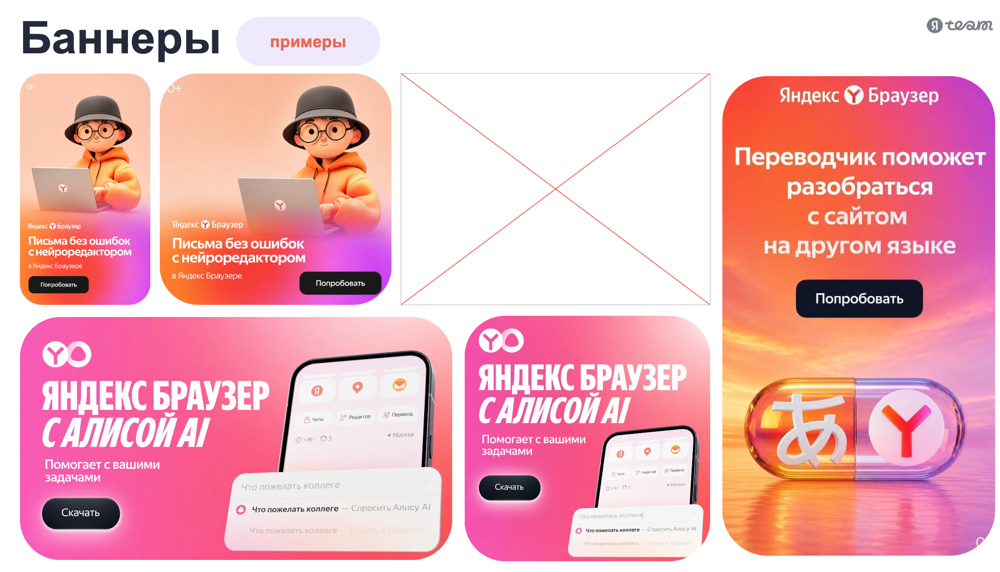 Баннеры
примеры
Я team
0+
Яндекс Браузер
Письма без ошибок
с нейроредактором
в Яндекс Браузере
Попробовать
0+
Яндекс Браузер
Письма без ошибок
с нейроредактором
в Яндекс Браузере
Попробовать
Яндекс Браузер
Переводчик поможет
разобраться
с сайтом
на другом языке
Попробовать
あ
ЯНДЕКС БРАУЗЕР
С АЛИСОЙ AI
Помогает с вашими
задачами
Скачать
Я
Чаты Редактор Перевод
+16° 5 Москва
Что пожелать коллеге
Что пожелать коллеге — Спросить Алису AI
Что пожелать коллеге — Искать в Яндексе
ЯНДЕКС БРАУЗЕР
С АЛИСОЙ AI
Помогает с вашими
задачами
Скачать
Я
Чаты Редактор Перевод
+16° 5 Москва
Что пожелать коллеге
Что пожелать коллеге — Спросить Алису AI
Что пожелать коллеге — Искать в Яндексе